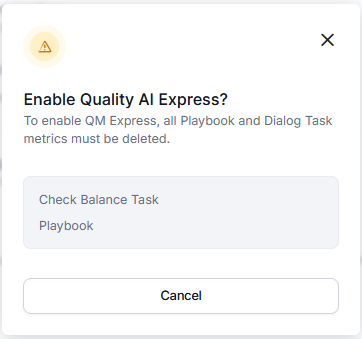 Enable Quality AI Express?
To enable QM Express, all Playbook and Dialog Task
metrics must be deleted.
Check Balance Task
Playbook
Cancel